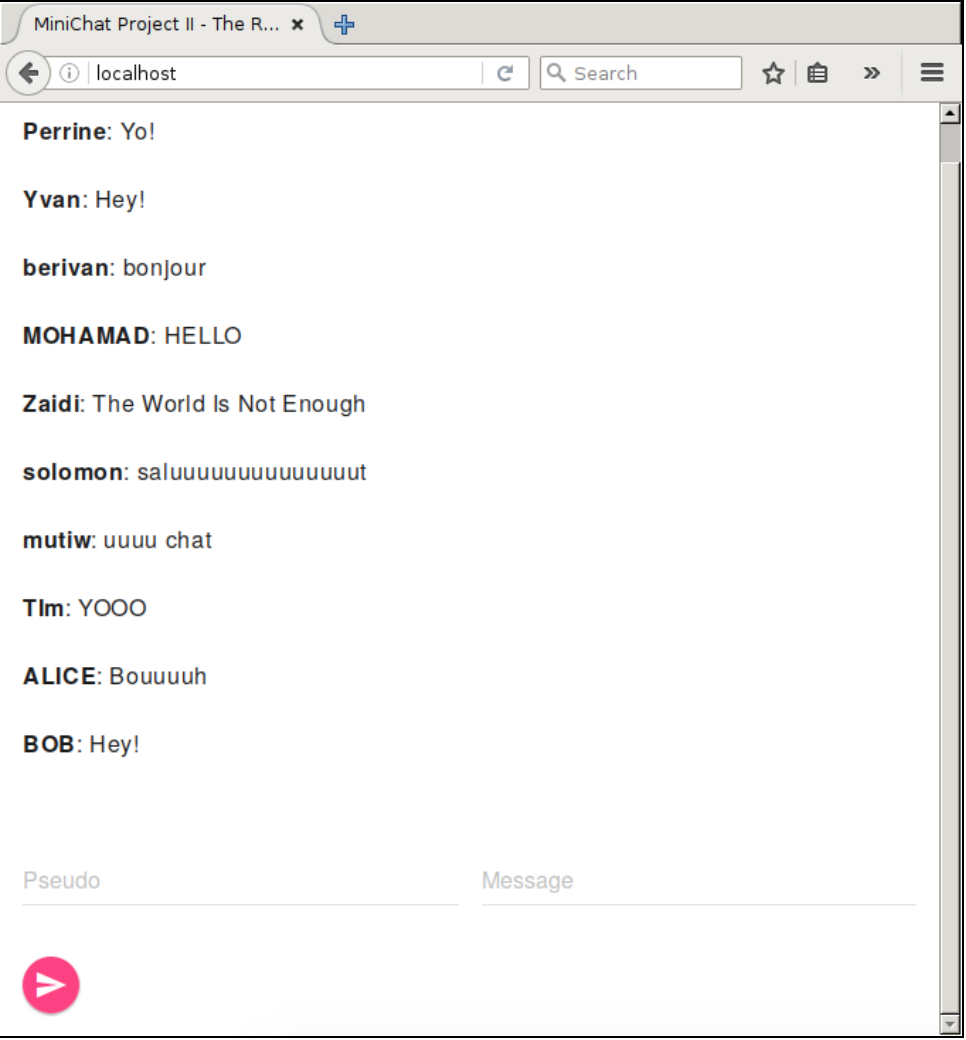 MiniChat Project II - The R...
localhost
Search
Perrine: Yo!
Yvan: Hey!
berivan: bonjour
MOHAMAD: HELLO
Zaidi: The World Is Not Enough
solomon: saluuuuuuuuuuuuuut
mutiw: uuuu chat
TIm: YOOO
ALICE: Bouuuuh
BOB: Hey!
Pseudo Message